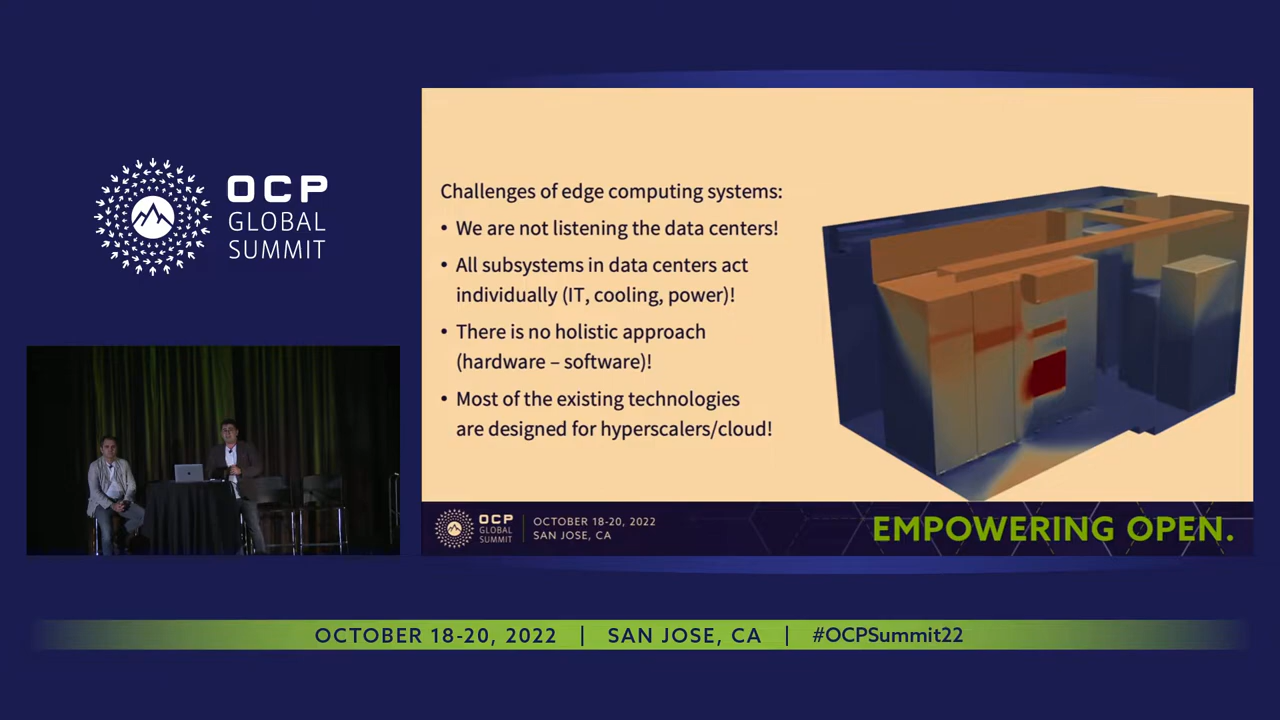 OCP
GLOBAL
SUMMIT
Challenges of edge computing systems:
• We are not listening the data centers!
• All subsystems in data centers act
individually (IT, cooling, power)!
• There is no holistic approach
(hardware – software)!
• Most of the existing technologies
are designed for hyperscalers/cloud!
OCP
GLOBAL
SUMMIT
OCTOBER 18-20, 2022
SAN JOSE, CA
EMPOWERING OPEN.
OCTOBER 18-20, 2022 | SAN JOSE, CA | #OCPSummit22